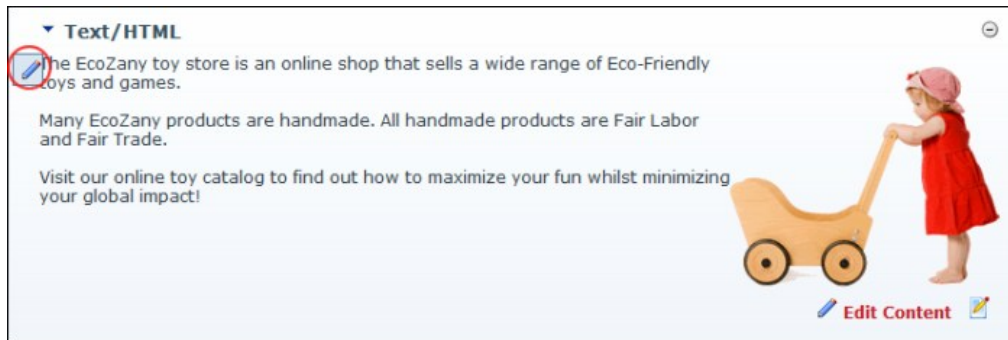 Text/HTML
The EcoZany toy store is an online shop that sells a wide range of Eco-Friendly
toys and games.
Many EcoZany products are handmade. All handmade products are Fair Labor
and Fair Trade.
Visit our online toy catalog to find out how to maximize your fun whilst minimizing
your global impact!
Edit Content